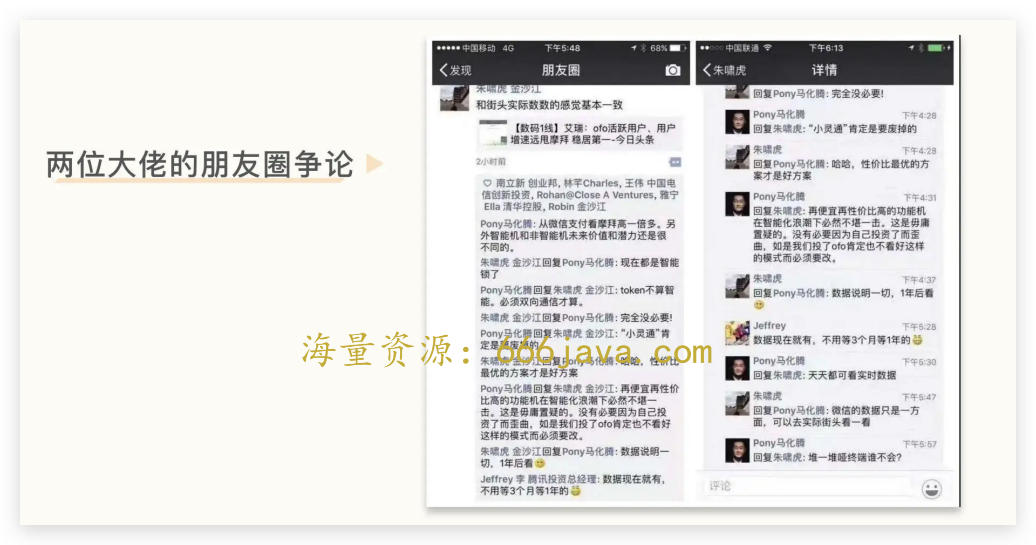 两位大佬的朋友圈争论
中国移动 4G 下午5:48 68%
发现 朋友圈
朱啸虎 金沙江
和街头实际数数的感觉基本一致
【数码1线】艾瑞：ofo活跃用户、用户
增速远甩摩拜 稳居第一-今日头条
2小时前
南立新 创业邦, 林芊Charles, 王伟 中国电
信创新投资, Rohan@Close A Ventures, 雅宁
Ella 清华控股, Robin 金沙江
Pony马化腾: 从微信支付看摩拜高一倍多。另
外智能机和非智能机未来价值和潜力还是很
不同的。
朱啸虎 金沙江回复Pony马化腾: 现在都是智能
锁了
Pony马化腾回复朱啸虎 金沙江: token不算智
能。必须双向通信才算。
朱啸虎 金沙江回复Pony马化腾: 完全没必要!
Pony马化腾回复朱啸虎 金沙江: “小灵通”肯
定是要废掉的
朱啸虎 金沙江回复Pony马化腾: 哈哈，性价比
最优的方案才是好方案
Pony马化腾回复朱啸虎 金沙江: 再便宜再性价
比高的功能机在智能化浪潮下必然不堪一
击。这是毋庸置疑的。没有必要因为自己投
资了而歪曲，如是我们投了ofo肯定也不看好
这样的模式而必须要改。
朱啸虎 金沙江回复Pony马化腾: 数据说明一
切，1年后看
Jeffrey 李 腾讯投资总经理: 数据现在就有，
不用等3个月等1年的
中国联通 下午6:13
朱啸虎 详情
回复Pony马化腾: 完全没必要!
Pony马化腾 下午4:28
回复朱啸虎: “小灵通”肯定是要废掉的
朱啸虎 下午4:28
回复Pony马化腾: 哈哈，性价比最优的方
案才是好方案
Pony马化腾 下午4:31
回复朱啸虎: 再便宜再性价比高的功能机
在智能化浪潮下必然不堪一击。这是毋庸
置疑的。没有必要因为自己投资了而歪
曲，如是我们投了ofo肯定也不看好这样
的模式而必须要改。
朱啸虎 下午4:37
回复Pony马化腾: 数据说明一切，1年后看
Jeffrey 下午5:28
数据现在就有，不用等3个月等1年的
Pony马化腾 下午5:30
回复朱啸虎: 天天都可看实时数据
朱啸虎 下午5:47
回复Pony马化腾: 微信的数据只是一方
面，可以去实际街头看一看
Pony马化腾 下午5:57
回复朱啸虎: 堆一堆哑终端谁不会?
评论
海量资源：666java.com